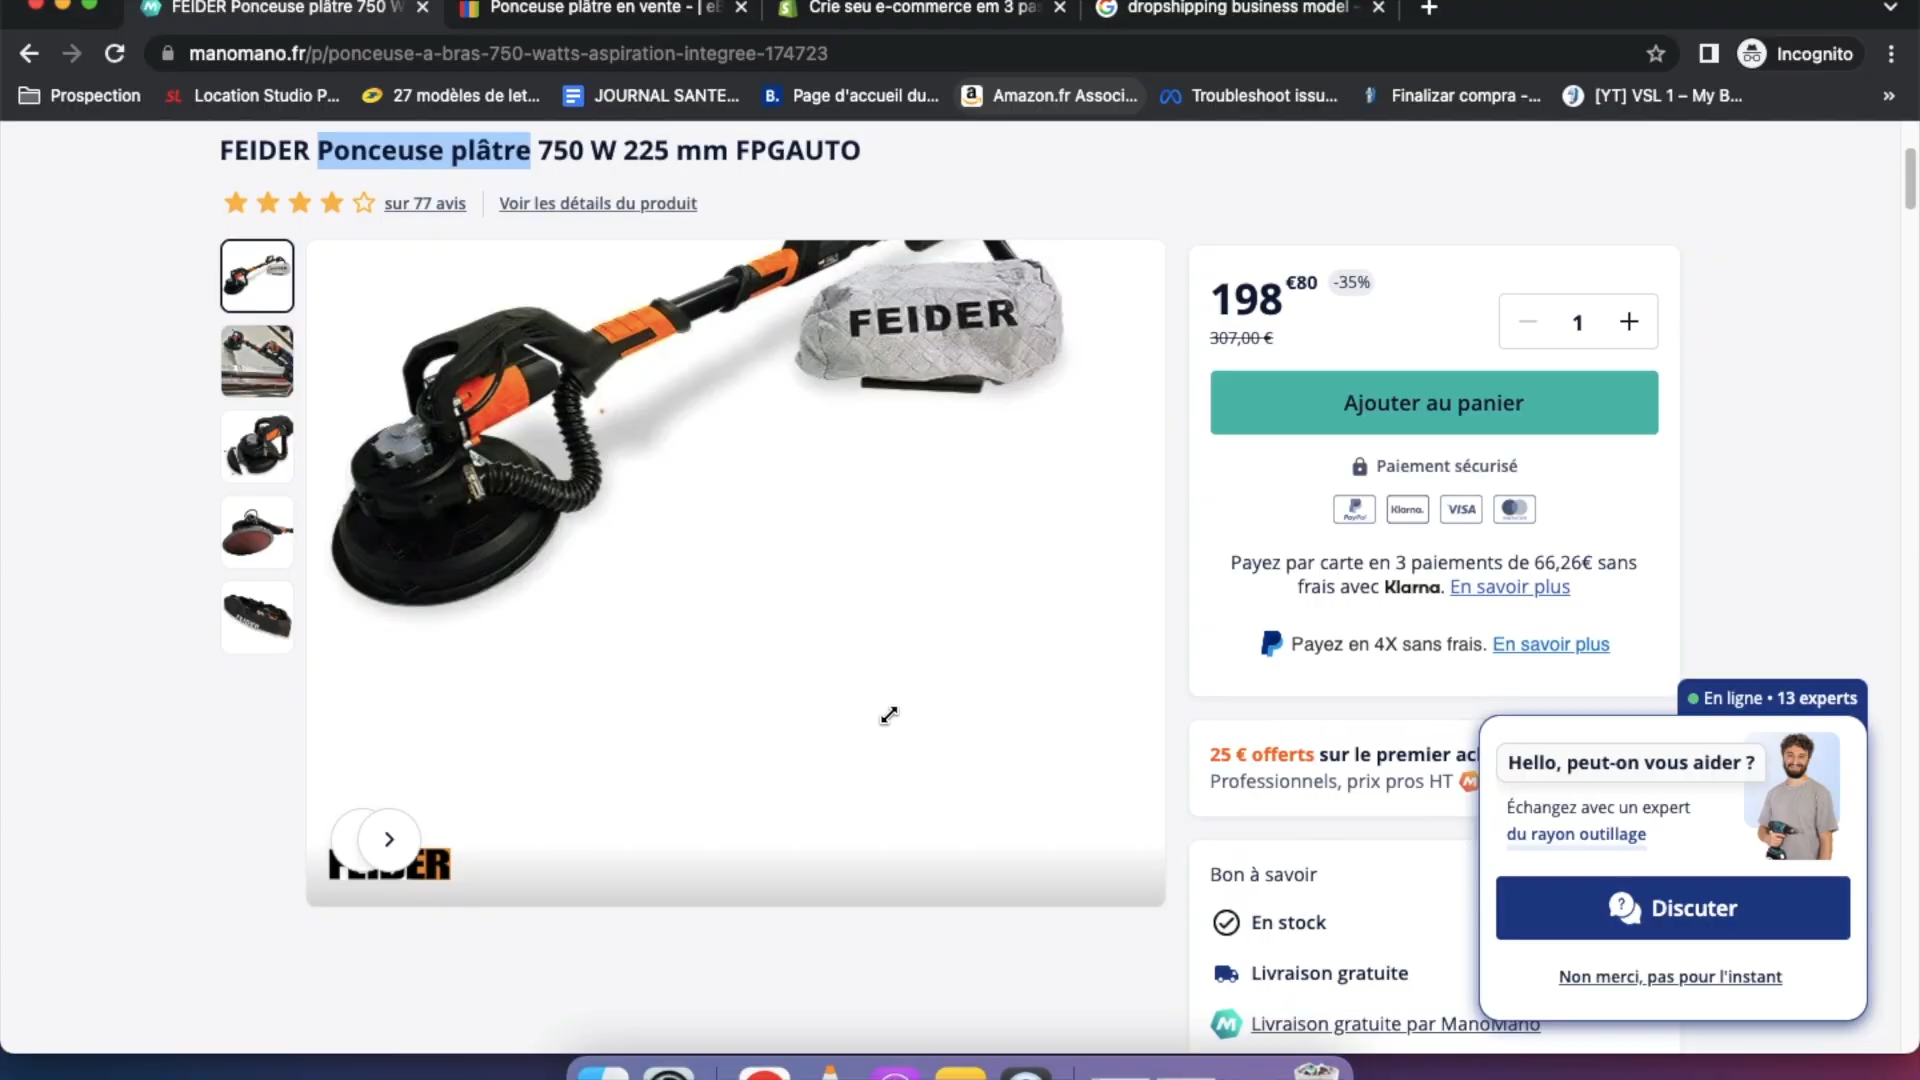 FEIDER Ponceuse plâtre 750 W
Ponceuse plâtre en vente - | eB
Crie seu e-commerce em 3 pas
dropshipping business model -
manomano.fr/p/ponceuse-a-bras-750-watts-aspiration-integree-174723
Incognito
Prospection
Location Studio P...
27 modèles de let...
JOURNAL SANTE...
Page d'accueil du...
Amazon.fr Associ...
Troubleshoot issu...
Finalizar compra -...
[YT] VSL 1 – My B...
»
FEIDER Ponceuse plâtre 750 W 225 mm FPGAUTO
sur 77 avis
Voir les détails du produit
FEIDER
198 €80 -35%
307,00 €
1
Ajouter au panier
Paiement sécurisé
PayPal Klarna. VISA mastercard
Payez par carte en 3 paiements de 66,26€ sans
frais avec Klarna. En savoir plus
Payez en 4X sans frais. En savoir plus
En ligne • 13 experts
25 € offerts sur le premier
Professionnels, prix pros HT
Hello, peut-on vous aider ?
Échangez avec un expert
du rayon outillage
Discuter
Non merci, pas pour l'instant
Bon à savoir
En stock
Livraison gratuite
Livraison gratuite par ManoMano
FEIDER